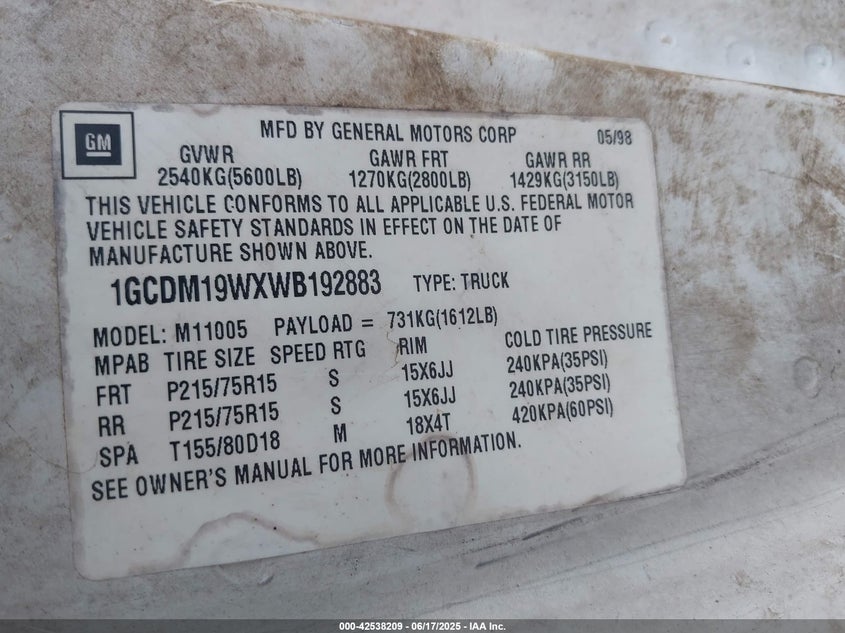 GM
MFD BY GENERAL MOTORS CORP 05/98
GVWR GAWR FRT GAWR RR
2540KG(5600LB) 1270KG(2800LB) 1429KG(3150LB)
THIS VEHICLE CONFORMS TO ALL APPLICABLE U.S. FEDERAL MOTOR
VEHICLE SAFETY STANDARDS IN EFFECT ON THE DATE OF
MANUFACTURE SHOWN ABOVE.
1GCDM19WXWB192883 TYPE: TRUCK
MODEL: M11005 PAYLOAD = 731KG(1612LB)
MPAB TIRE SIZE SPEED RTG RIM COLD TIRE PRESSURE
FRT P215/75R15 S 15X6JJ 240KPA(35PSI)
RR P215/75R15 S 15X6JJ 240KPA(35PSI)
SPA T155/80D18 M 18X4T 420KPA(60PSI)
SEE OWNER'S MANUAL FOR MORE INFORMATION.
000-42538209 - 06/17/2025 - IAA Inc.